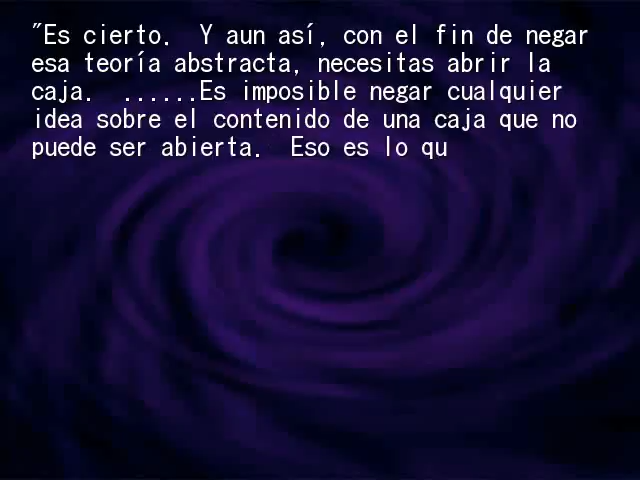 "Es cierto.  Y aun así, con el fin de negar
esa teoría abstracta, necesitas abrir la
caja.  ......Es imposible negar cualquier
idea sobre el contenido de una caja que no
puede ser abierta.  Eso es lo qu